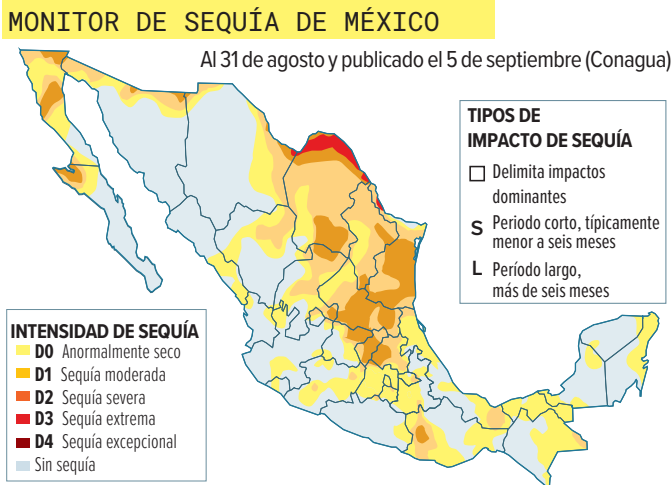 MONITOR DE SEQUÍA DE MÉXICO
Al 31 de agosto y publicado el 5 de septiembre (Conagua)
TIPOS DE
IMPACTO DE SEQUÍA
Delimita impactos
dominantes
S Periodo corto, típicamente
menor a seis meses
L Período largo,
más de seis meses
INTENSIDAD DE SEQUÍA
D0 Anormalmente seco
D1 Sequía moderada
D2 Sequía severa
D3 Sequía extrema
D4 Sequía excepcional
Sin sequía